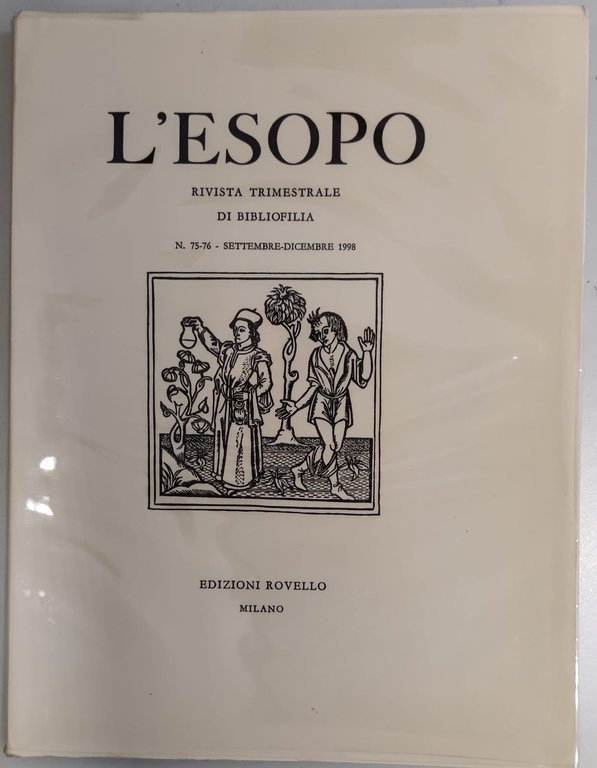 L'ESOPO
RIVISTA TRIMESTRALE
DI BIBLIOFILIA
N. 75-76 - SETTEMBRE-DICEMBRE 1998
EDIZIONI ROVELLO
MILANO